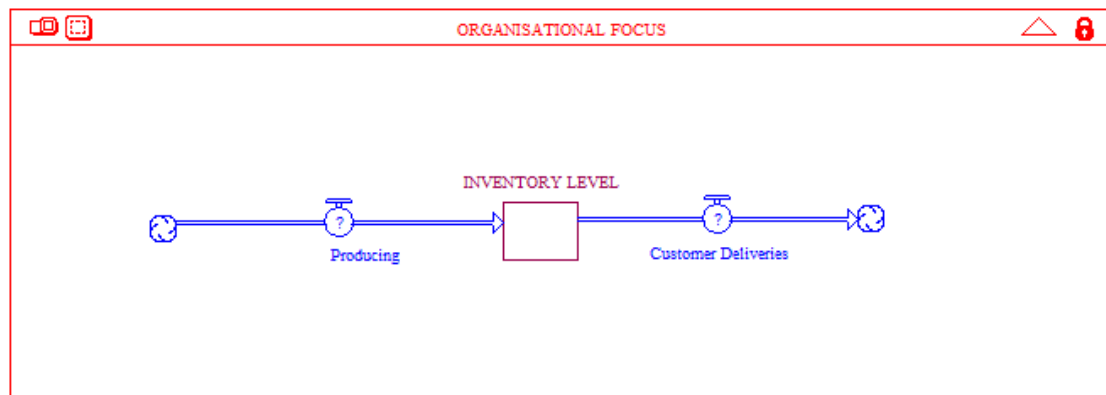 ORGANISATIONAL FOCUS
INVENTORY LEVEL
? ?
Producing Customer Deliveries